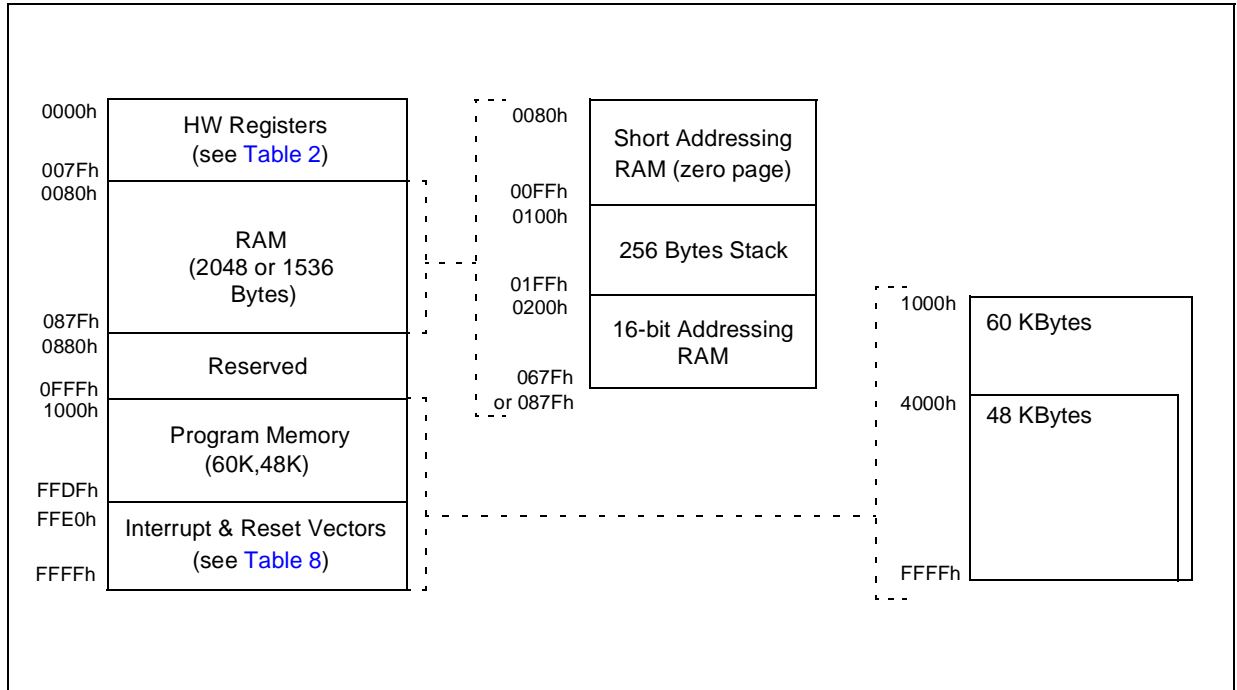 0000h
HW Registers
(see Table 2)
007Fh
0080h
RAM
(2048 or 1536
Bytes)
087Fh
0880h
Reserved
0FFFh
1000h
Program Memory
(60K,48K)
FFDFh
FFE0h
Interrupt & Reset Vectors
(see Table 8)
FFFFh
0080h
Short Addressing
RAM (zero page)
00FFh
0100h
256 Bytes Stack
01FFh
0200h
16-bit Addressing
RAM
067Fh
or 087Fh
1000h
60 KBytes
4000h
48 KBytes
FFFFh